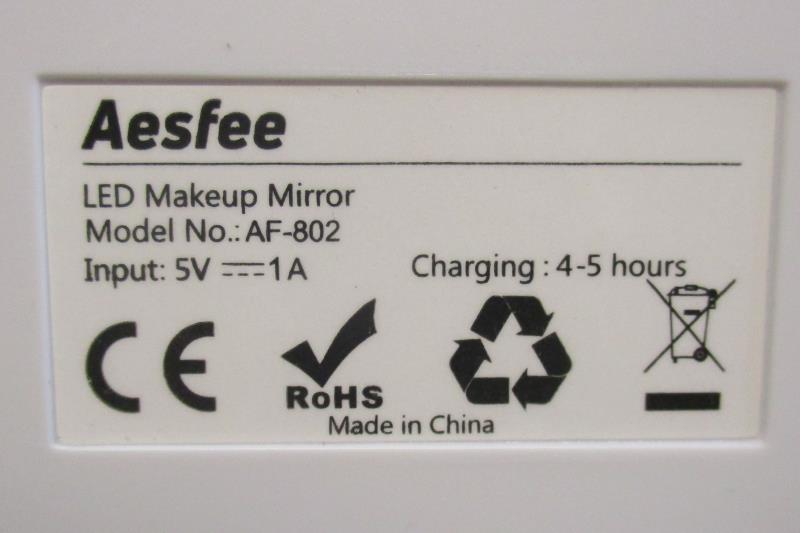 Aesfee
LED Makeup Mirror
Model No.: AF-802
Input: 5V ⎓ 1A
Charging : 4-5 hours
CE
RoHS
Made in China